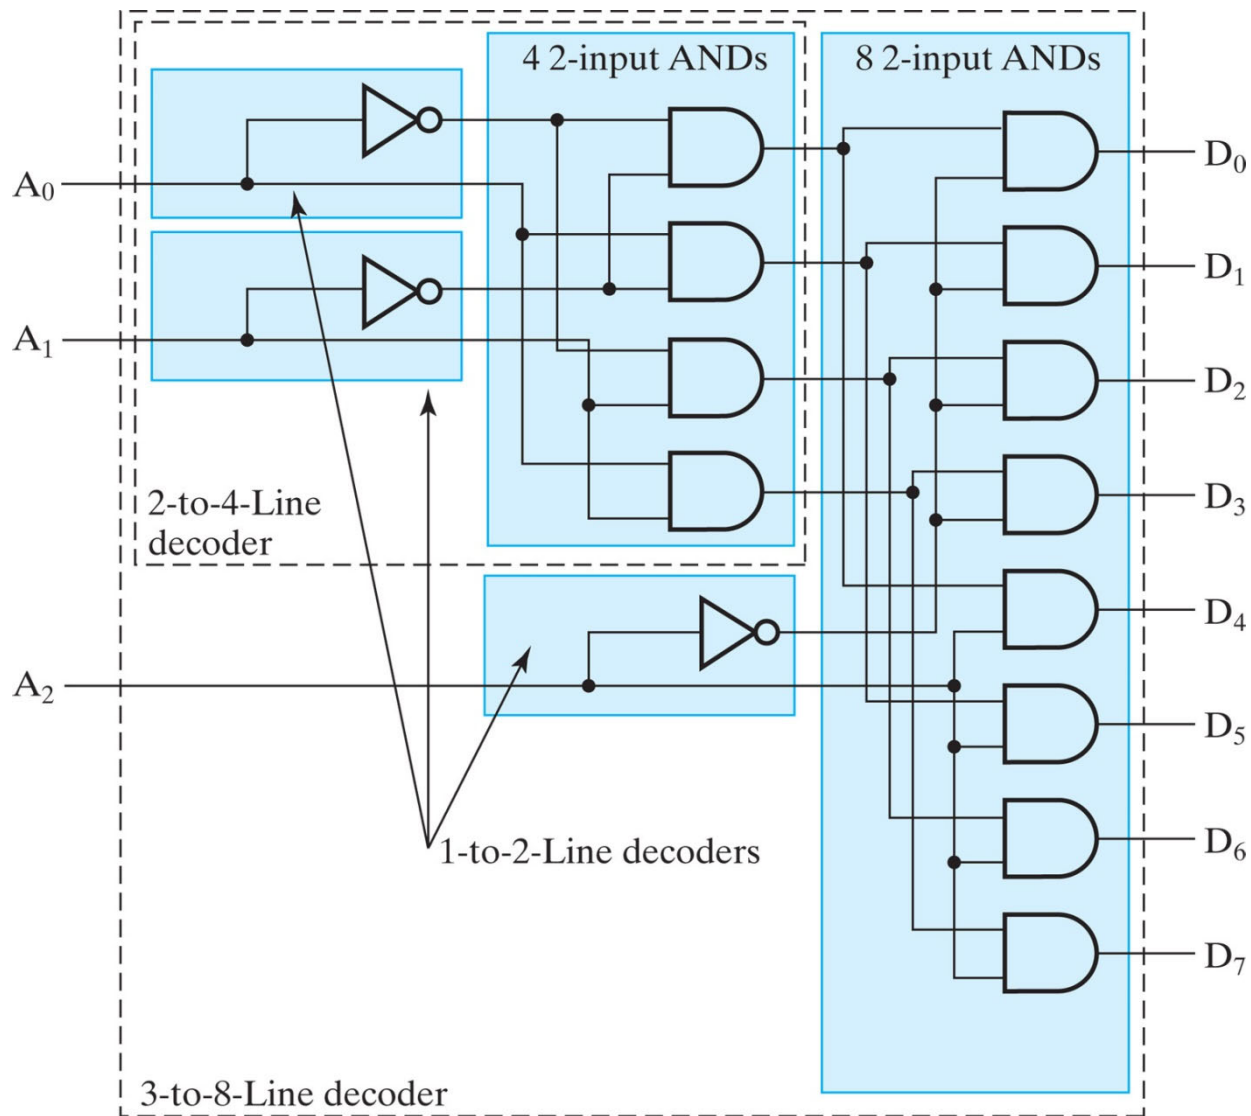 4 2-input ANDs
8 2-input ANDs
A0
A1
A2
D0
D1
D2
D3
D4
D5
D6
D7
2-to-4-Line
decoder
1-to-2-Line decoders
3-to-8-Line decoder